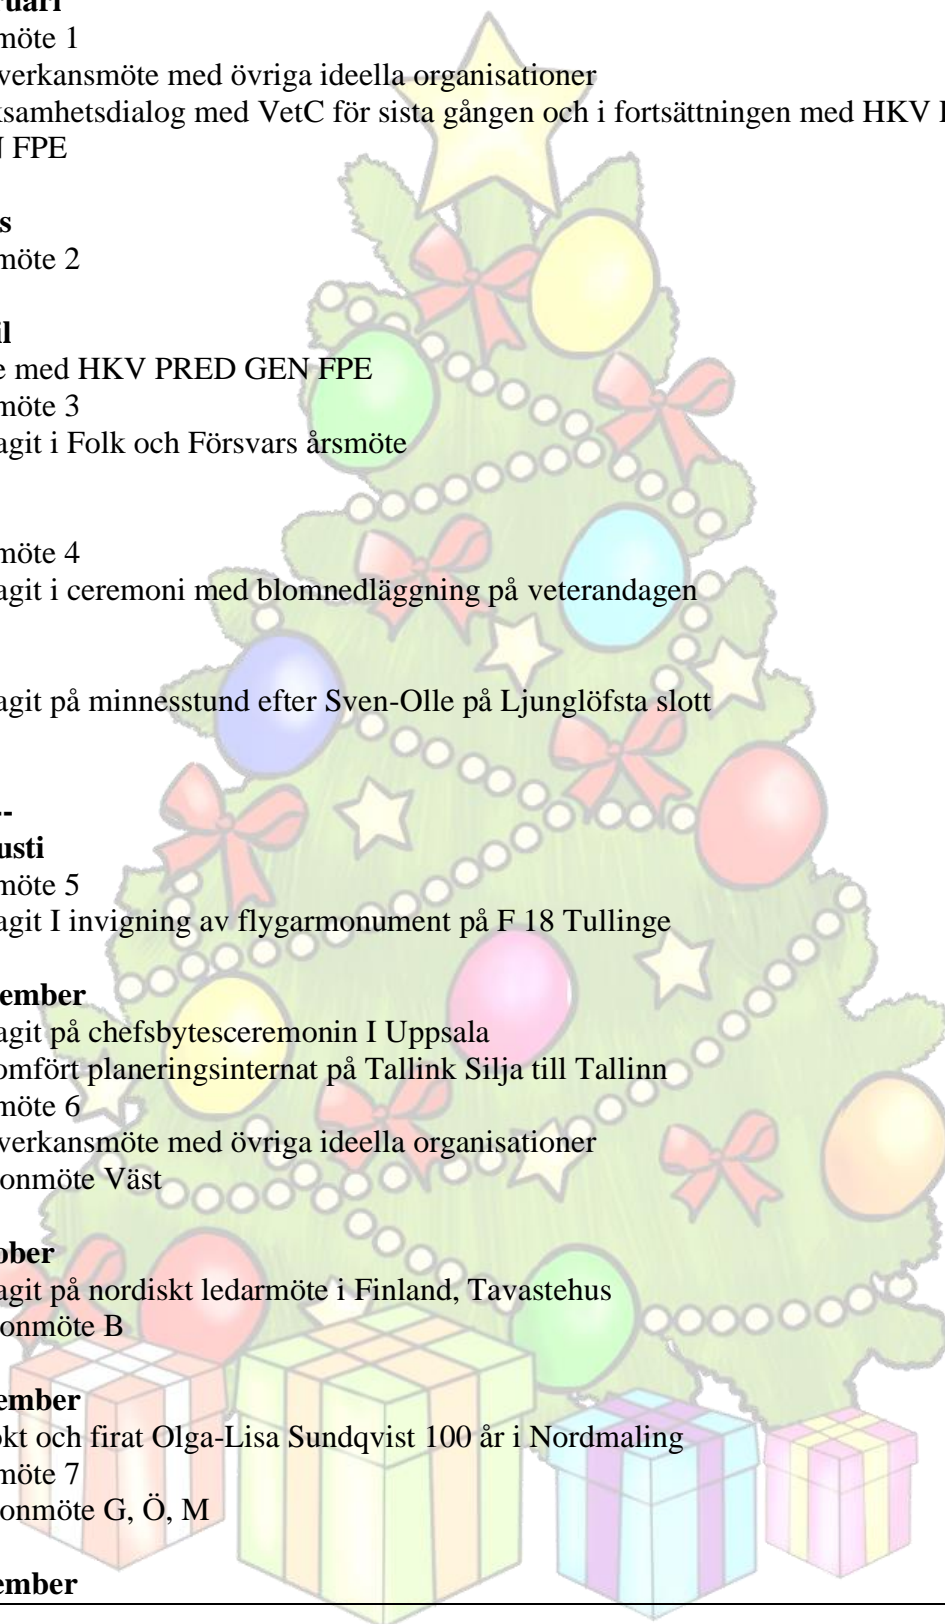 ruari
möte 1
verkansmöte med övriga ideella organisationer
ksamhetsdialog med VetC för sista gången och i fortsättningen med HKV
FPE
s
möte 2
il
e med HKV PRED GEN FPE
möte 3
agit i Folk och Försvars årsmöte
möte 4
agit i ceremoni med blomnedläggning på veterandagen
agit på minnesstund efter Sven-Olle på Ljunglöfsta slott
--
usti
möte 5
agit I invigning av flygarmonument på F 18 Tullinge
ember
agit på chefsbytesceremonin I Uppsala
omfört planeringsinternat på Tallink Silja till Tallinn
möte 6
verkansmöte med övriga ideella organisationer
onmöte Väst
ober
agit på nordiskt ledarmöte i Finland, Tavastehus
onmöte B
ember
ökt och firat Olga-Lisa Sundqvist 100 år i Nordmaling
möte 7
onmöte G, Ö, M
ember